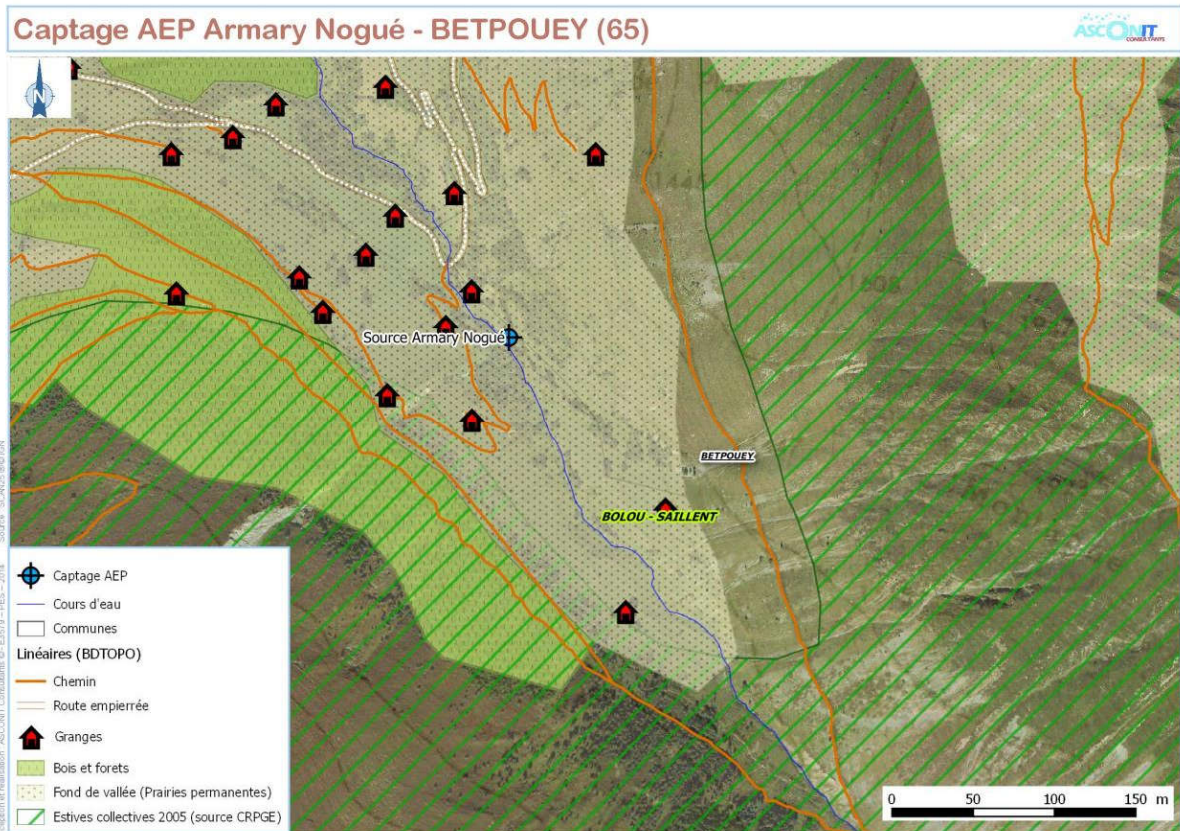 Captage AEP Armary Nogué - BETPOUEY (65)
ASCONIT
CONSULTANTS
N
Source Armary Nogué
BETPOUEY
BOLOU - SAILLENT
Captage AEP
Cours d'eau
Communes
Linéaires (BDTOPO)
Chemin
Route empierrée
Granges
Bois et forets
Fond de vallée (Prairies permanentes)
Estives collectives 2005 (source CRPGE)
0 50 100 150 m